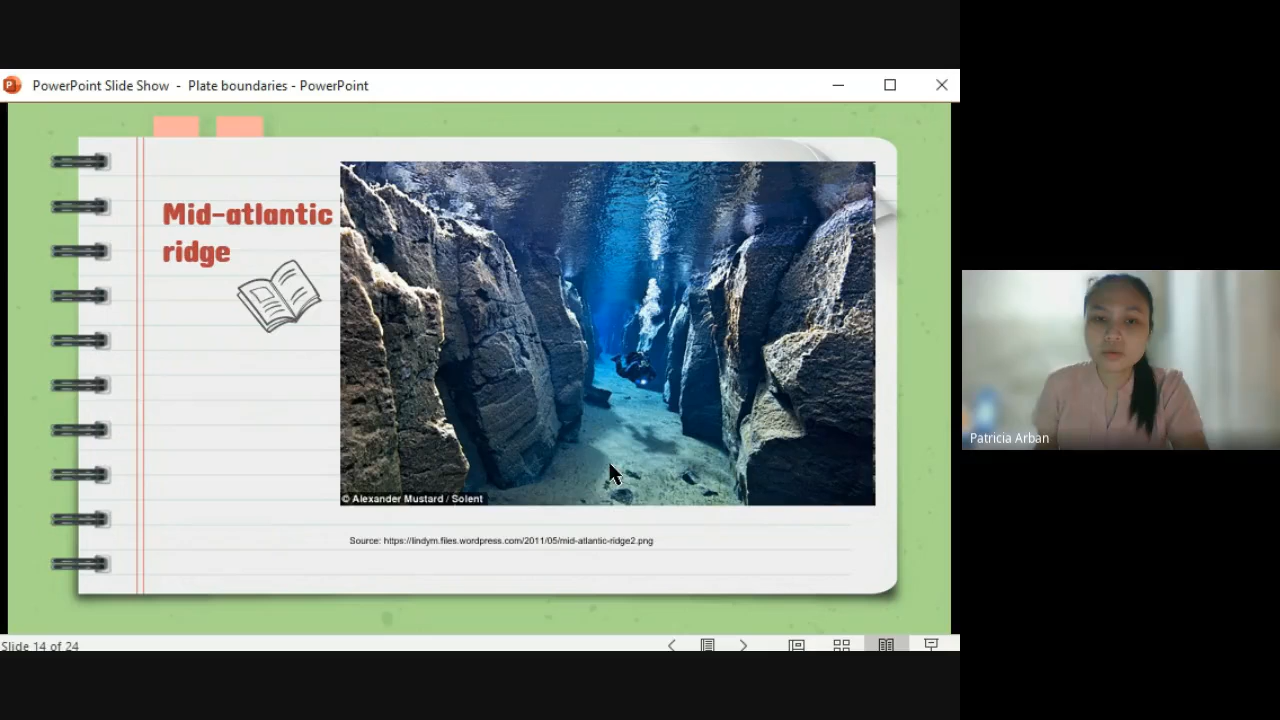 PowerPoint Slide Show - Plate boundaries - PowerPoint
Mid-atlantic
ridge
© Alexander Mustard / Solent
Source: https://lindym.files.wordpress.com/2011/05/mid-atlantic-ridge2.png
Patricia Arban
Slide 14 of 24